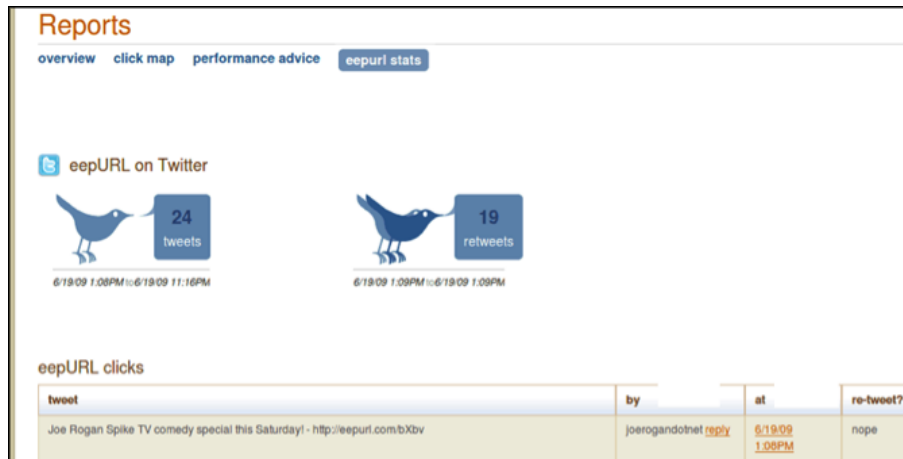 Reports
overview click map performance advice eepurl stats
eepURL on Twitter
24 tweets
19 retweets
6/19/09 1:08PM to 6/19/09 11:16PM
6/19/09 1:09PM to 6/19/09 1:09PM
eepURL clicks
tweet by at re-tweet?
Joe Rogan Spike TV comedy special this Saturday! - http://eepurl.com/bXbv joerogandotnet reply 6/19/09 nope
1:08PM